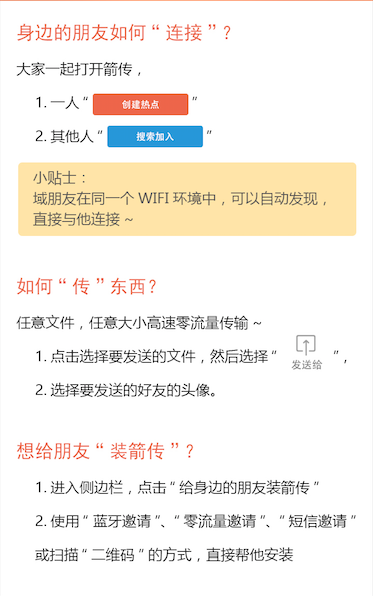 身边的朋友如何“连接”？
大家一起打开箭传，
1. 一人“ 创建热点 ”
2. 其他人“ 搜索加入 ”
小贴士：
域朋友在同一个 WIFI 环境中，可以自动发现，
直接与他连接 ~
如何“传”东西？
任意文件，任意大小高速零流量传输 ~
1. 点击选择要发送的文件，然后选择“ 发送给 ”，
2. 选择要发送的好友的头像。
想给朋友“装箭传”？
1. 进入侧边栏，点击“给身边的朋友装箭传”
2. 使用“蓝牙邀请”、“零流量邀请”、“短信邀请”
或扫描“二维码”的方式，直接帮他安装